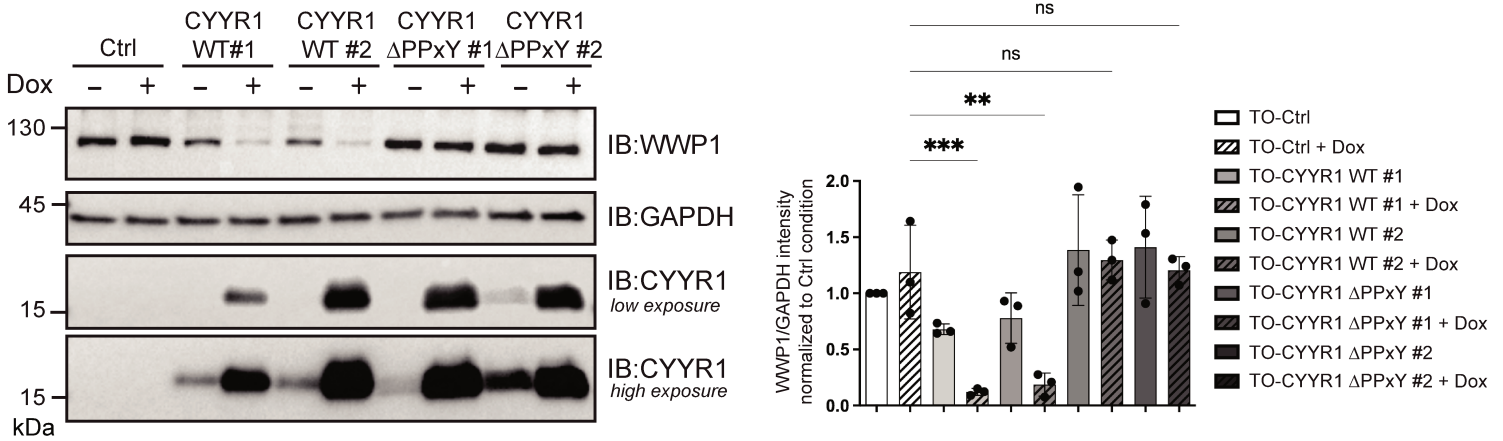 Ctrl
CYYR1 WT#1
CYYR1 WT #2
CYYR1 ΔPPxY #1
CYYR1 ΔPPxY #2
Dox – + – + – + – + – +
130
IB:WWP1
45
IB:GAPDH
15
IB:CYYR1
low exposure
15
IB:CYYR1
high exposure
kDa
ns
ns
**
***
WWP1/GAPDH intensity
normalized to Ctrl condition
2.0
1.5
1.0
0.5
0.0
TO-Ctrl
TO-Ctrl + Dox
TO-CYYR1 WT #1
TO-CYYR1 WT #1 + Dox
TO-CYYR1 WT #2
TO-CYYR1 WT #2 + Dox
TO-CYYR1 ΔPPxY #1
TO-CYYR1 ΔPPxY #1 + Dox
TO-CYYR1 ΔPPxY #2
TO-CYYR1 ΔPPxY #2 + Dox